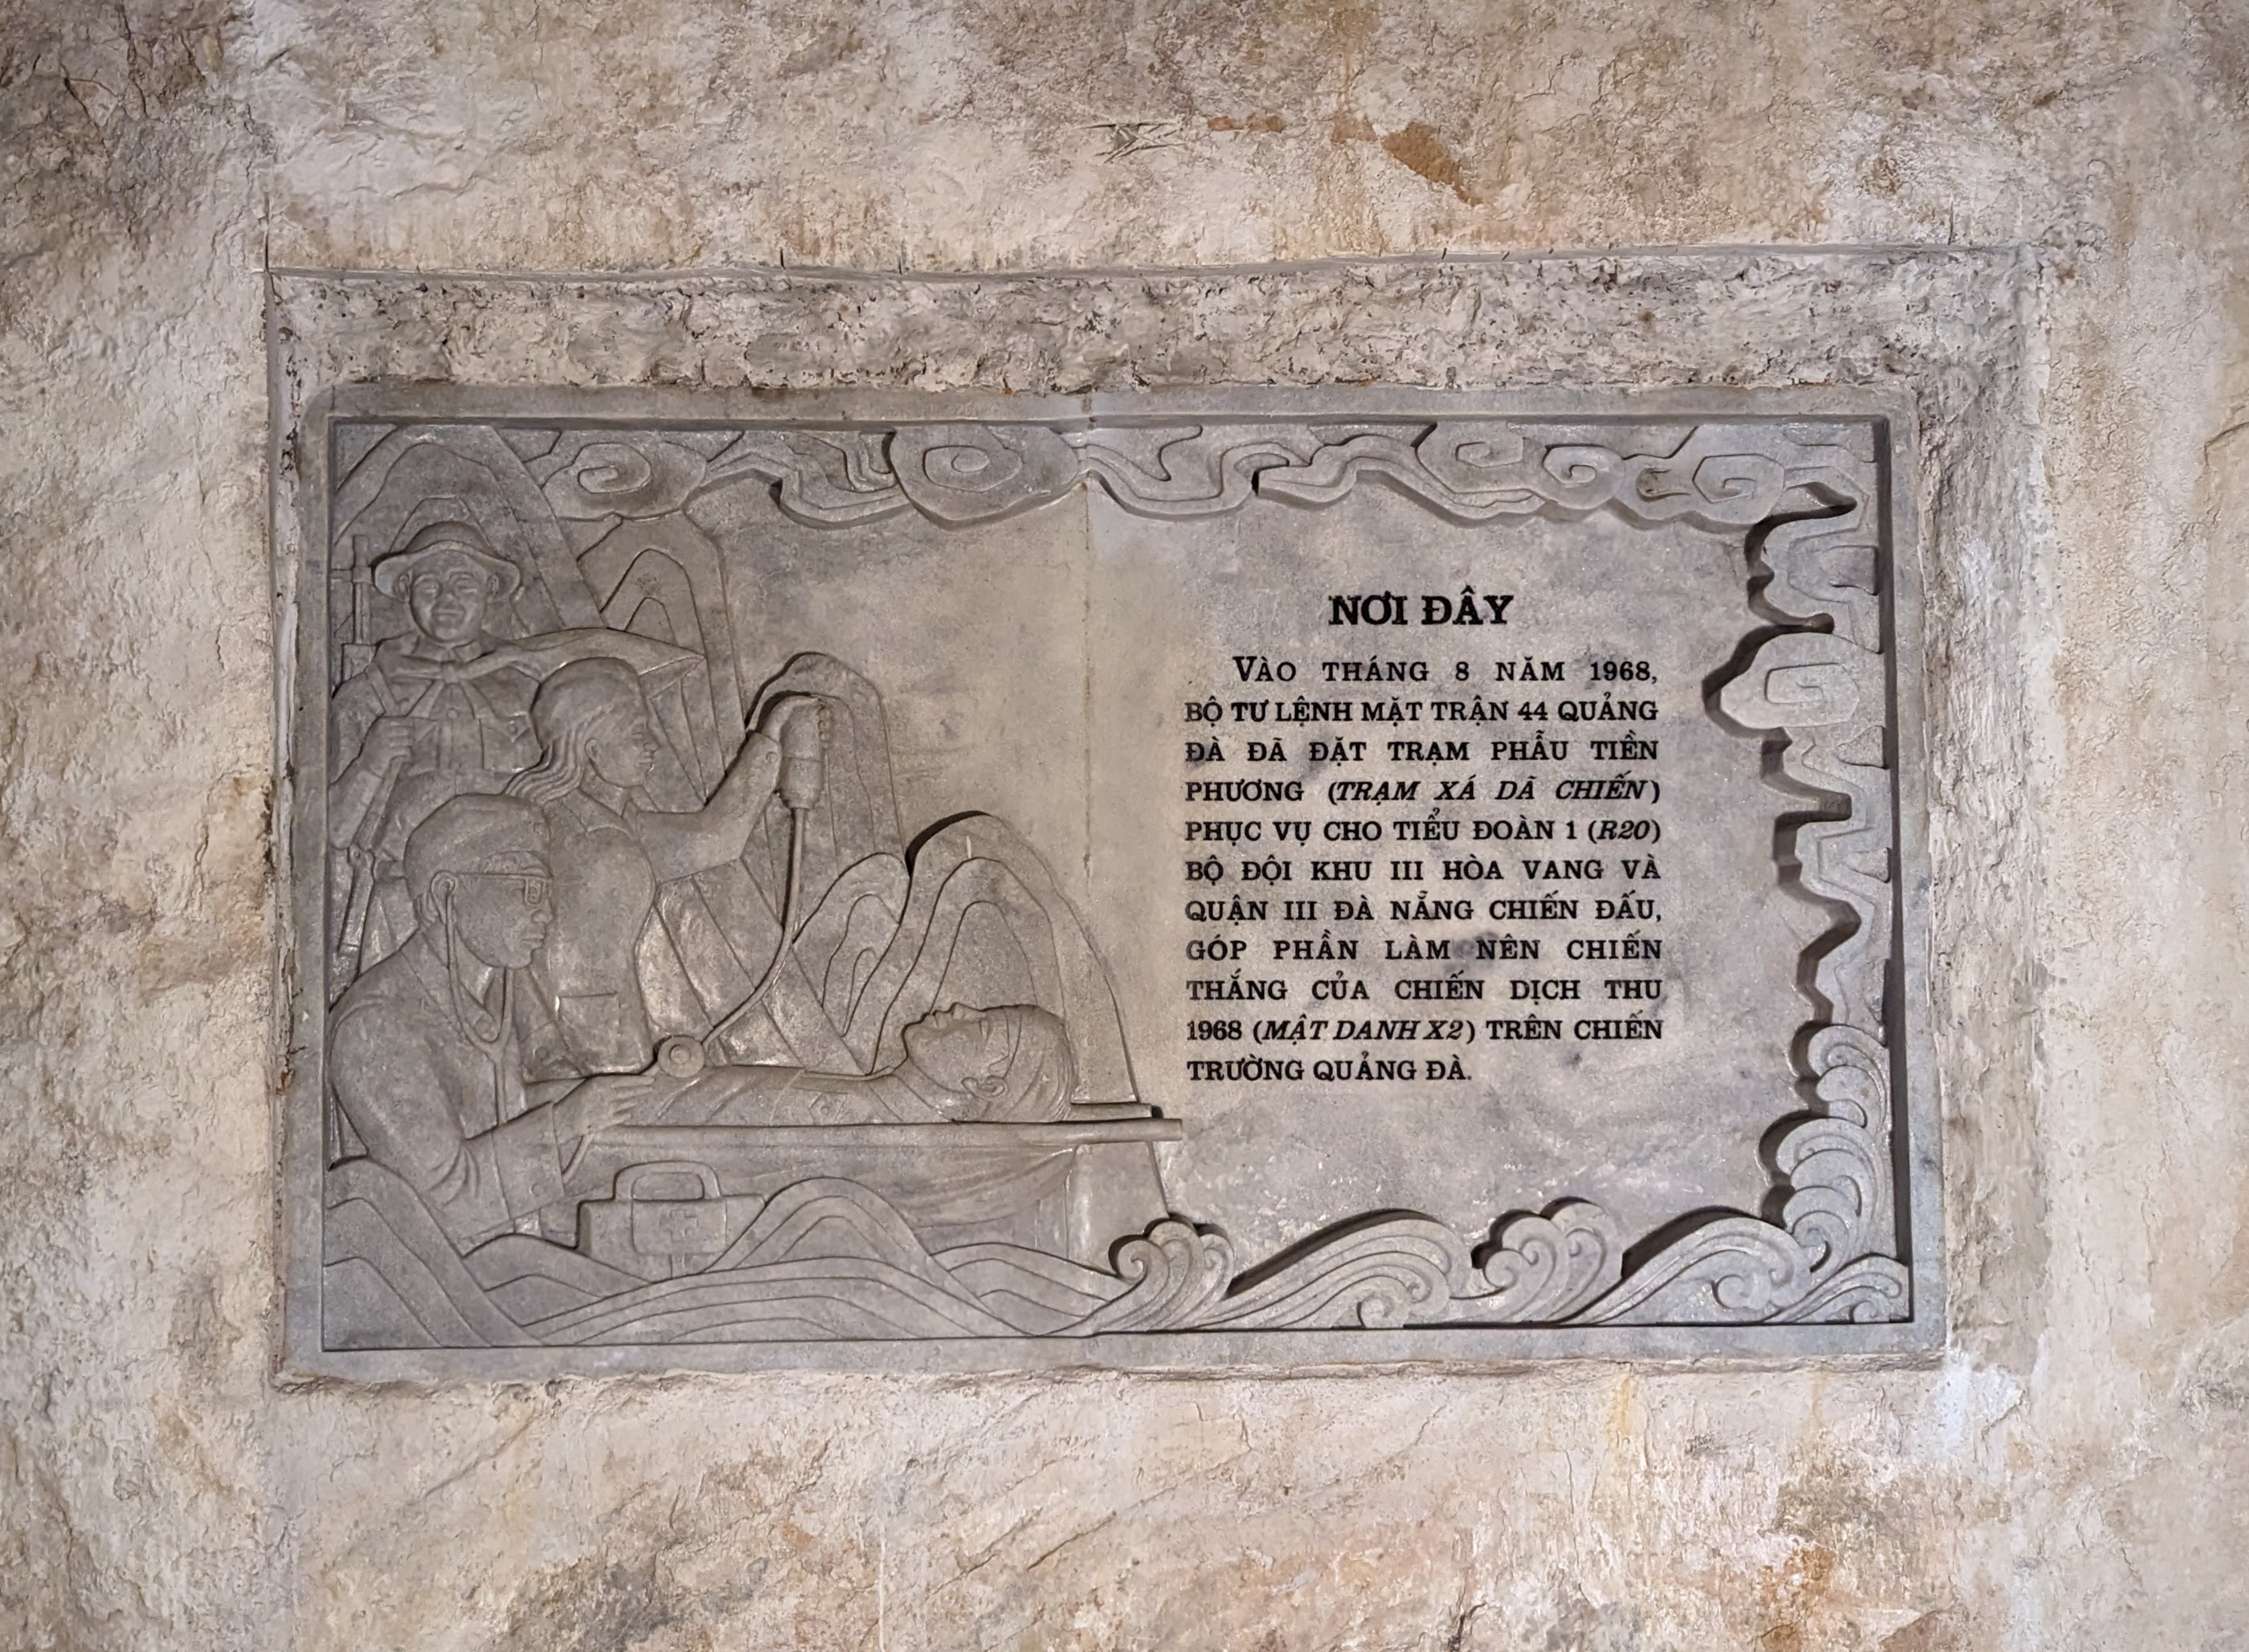 NƠI ĐÂY
VÀO THÁNG 8 NĂM 1968,
BỘ TƯ LỆNH MẶT TRẬN 44 QUẢNG
ĐÀ ĐÃ ĐẶT TRẠM PHẪU TIỀN
PHƯƠNG (TRẠM XÁ DÃ CHIẾN)
PHỤC VỤ CHO TIỂU ĐOÀN 1 (R20)
BỘ ĐỘI KHU III HÒA VANG VÀ
QUẬN III ĐÀ NẴNG CHIẾN ĐẤU,
GÓP PHẦN LÀM NÊN CHIẾN
THẮNG CỦA CHIẾN DỊCH THU
1968 (MẬT DANH X2) TRÊN CHIẾN
TRƯỜNG QUẢNG ĐÀ.